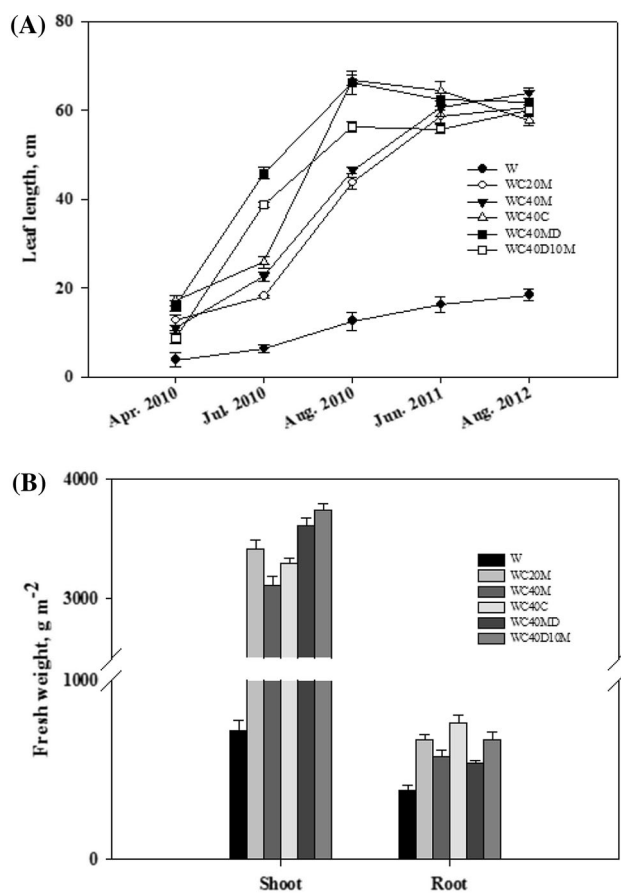 (A)
80
60
40
20
0
Leaf length, cm
W
WC20M
WC40M
WC40C
WC40MD
WC40D10M
Apr. 2010
Jul. 2010
Aug. 2010
Jun. 2011
Aug. 2012
(B)
4000
3000
1000
0
Fresh weight, g m-2
W
WC20M
WC40M
WC40C
WC40MD
WC40D10M
Shoot
Root